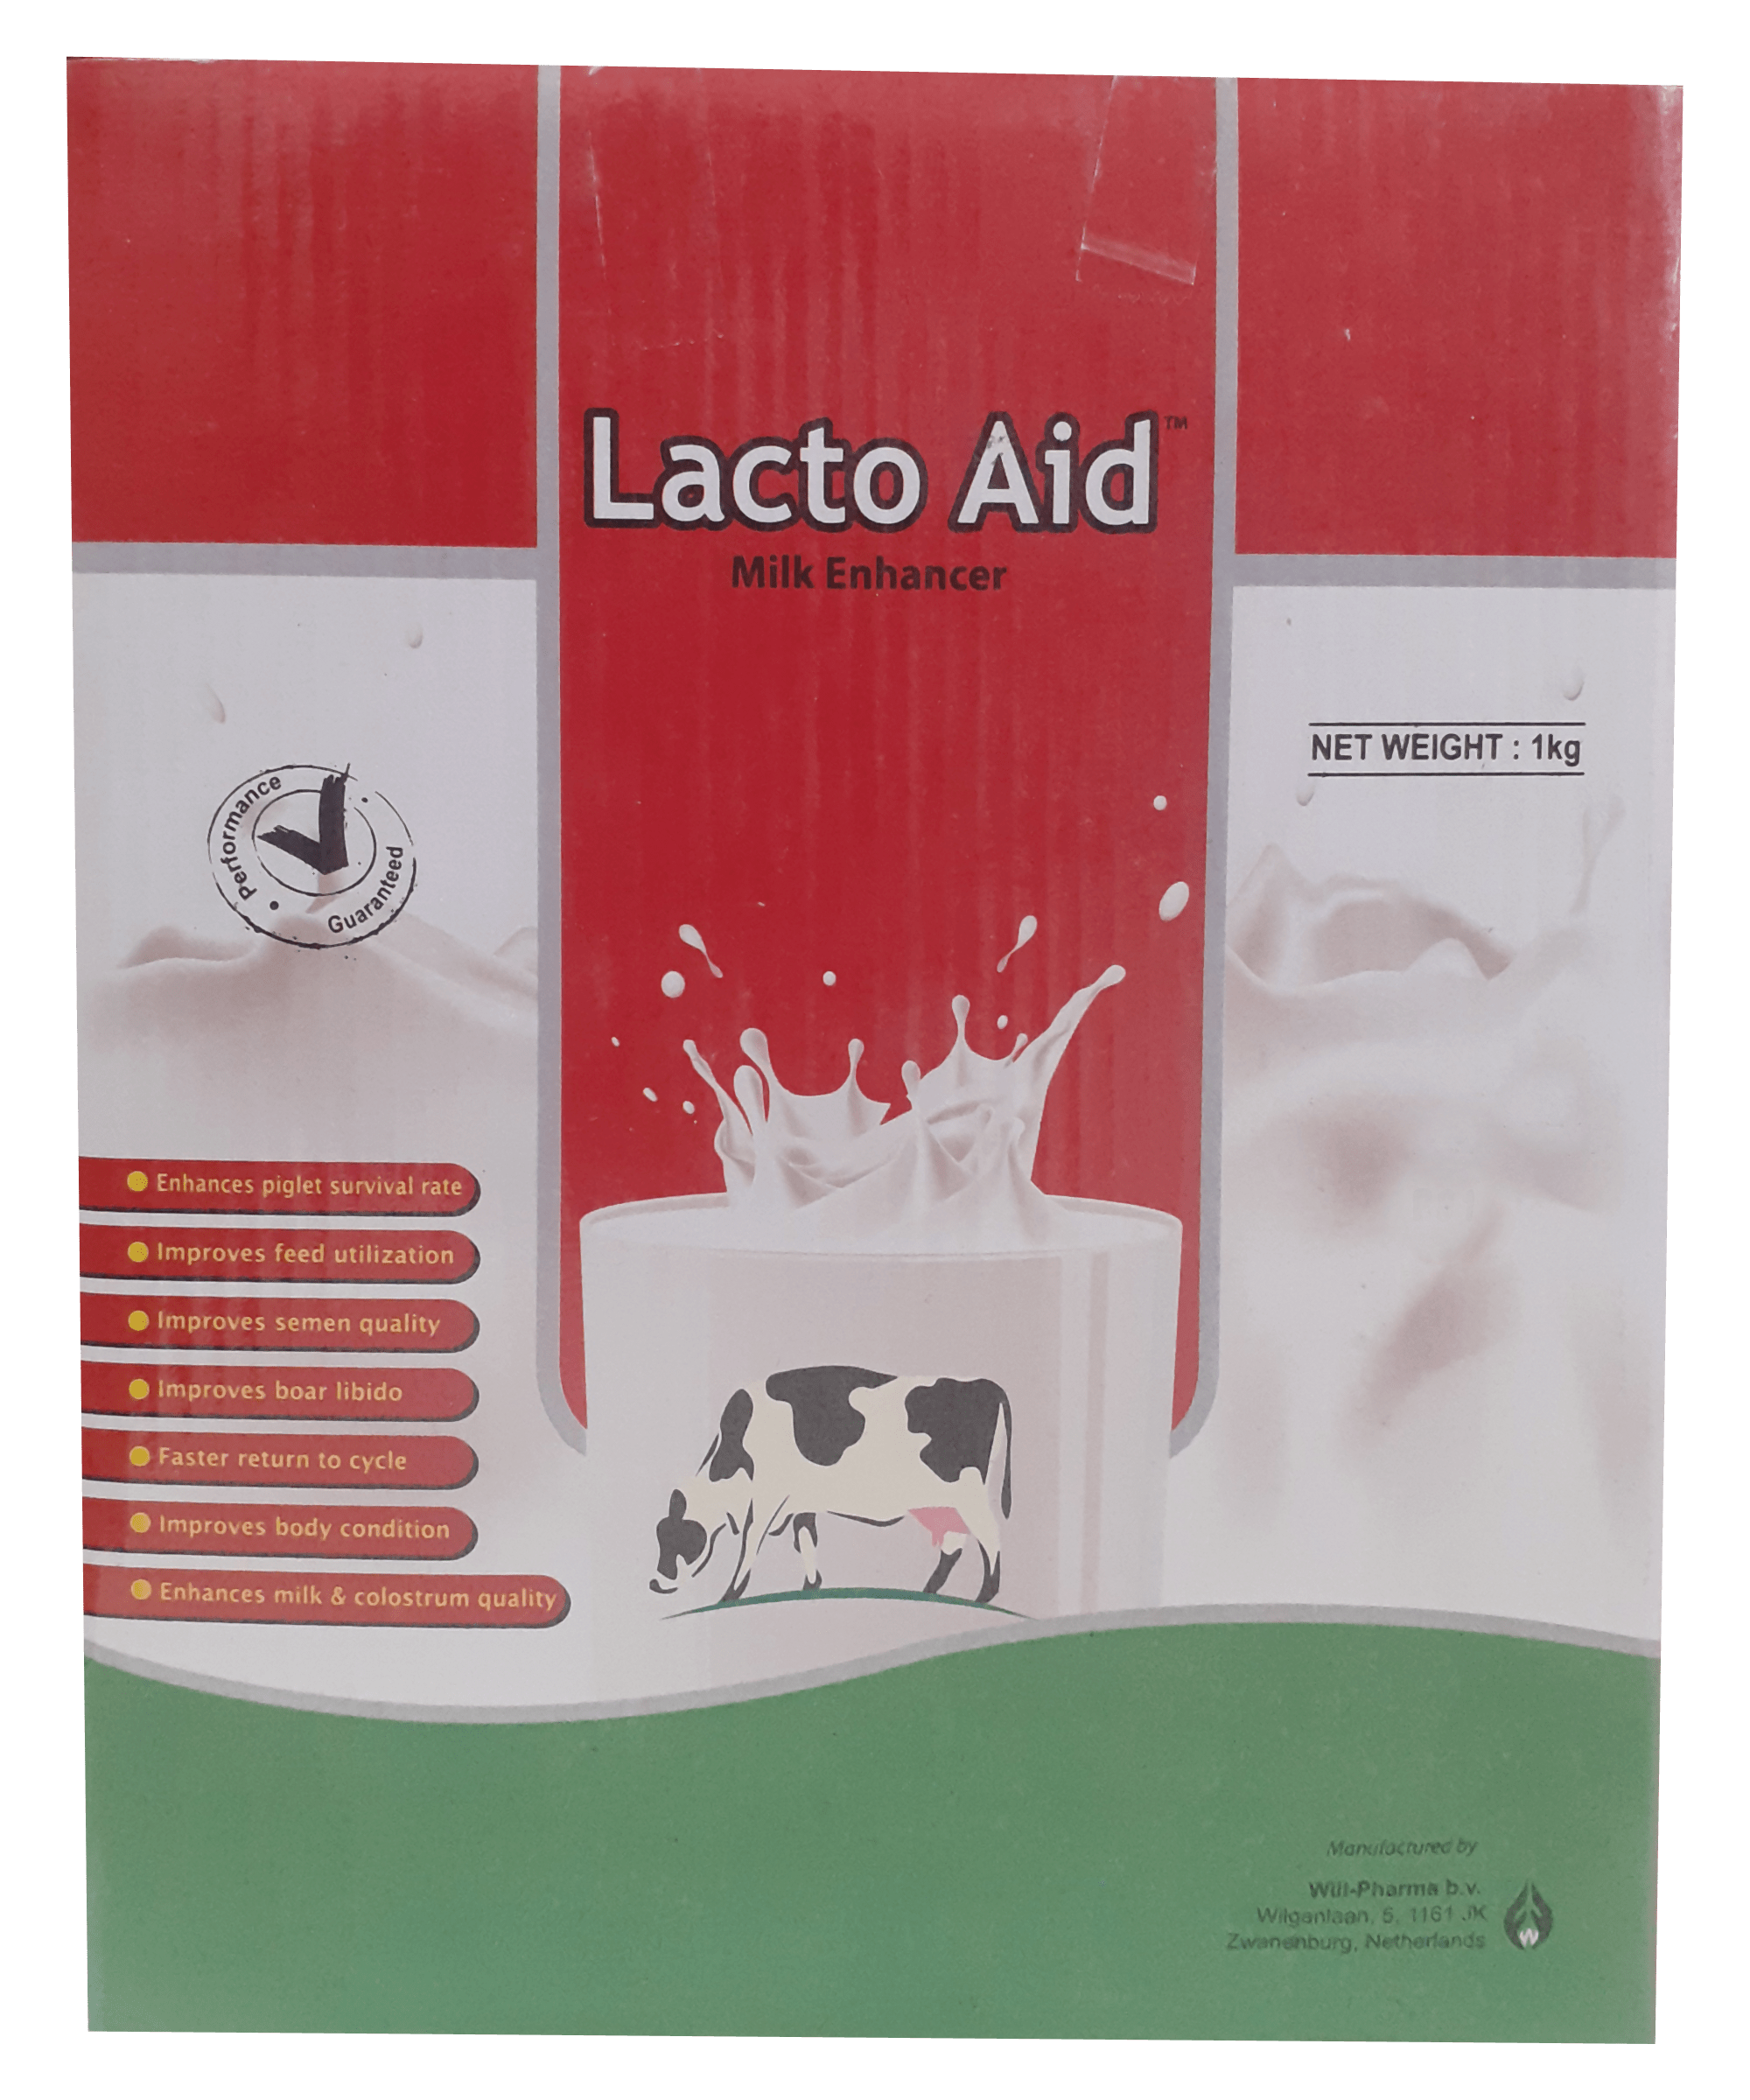 Lacto Aid™
Milk Enhancer
NET WEIGHT : 1kg
Performance
Guaranteed
Enhances piglet survival rate
Improves feed utilization
Improves semen quality
Improves boar libido
Faster return to cycle
Improves body condition
Enhances milk & colostrum quality
Manufactured by
Will-Pharma b.v.
Wilgenlaan, 5, 1161 JK
Zwanenburg, Netherlands
W